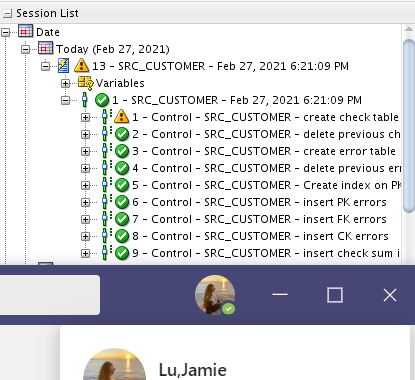 Session List
Date
Today (Feb 27, 2021)
13 - SRC_CUSTOMER - Feb 27, 2021 6:21:09 PM
Variables
1 - SRC_CUSTOMER - Feb 27, 2021 6:21:09 PM
1 - Control - SRC_CUSTOMER - create check table
2 - Control - SRC_CUSTOMER - delete previous ch
3 - Control - SRC_CUSTOMER - create error table
4 - Control - SRC_CUSTOMER - delete previous er
5 - Control - SRC_CUSTOMER - Create index on PK
6 - Control - SRC_CUSTOMER - insert PK errors
7 - Control - SRC_CUSTOMER - insert FK errors
8 - Control - SRC_CUSTOMER - insert CK errors
9 - Control - SRC_CUSTOMER - insert check sum i
Lu,Jamie